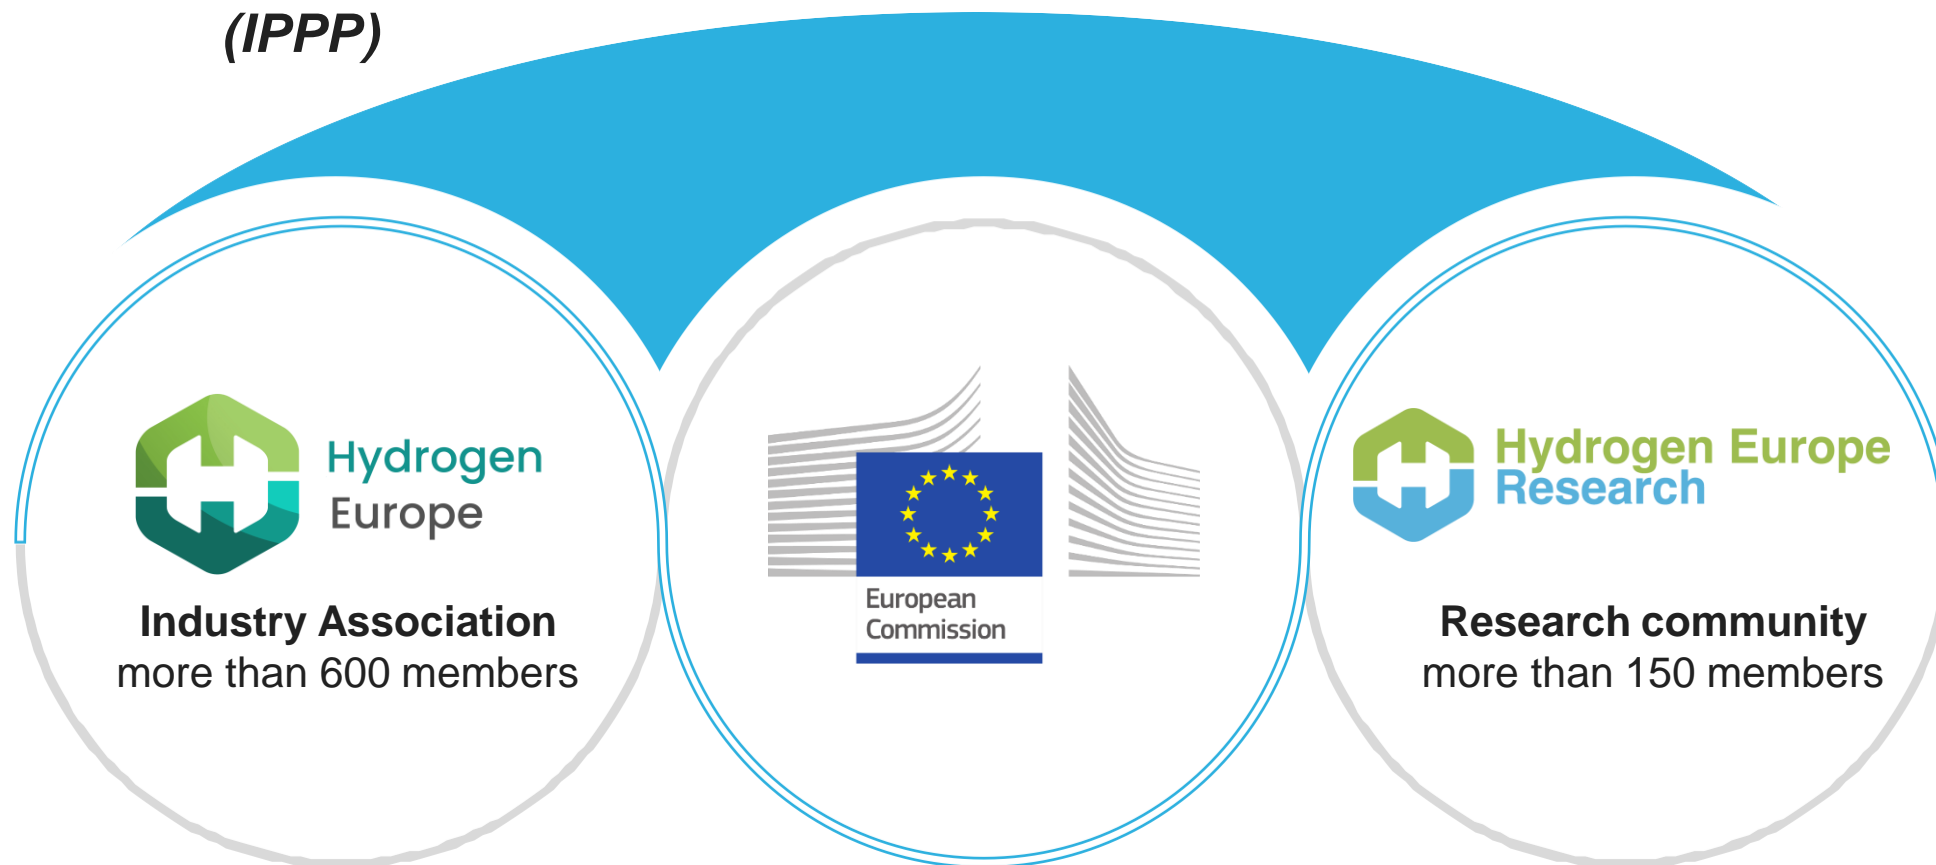 (IPPP)
Hydrogen
Europe
Industry Association
more than 600 members
European
Commission
Hydrogen Europe
Research
Research community
more than 150 members